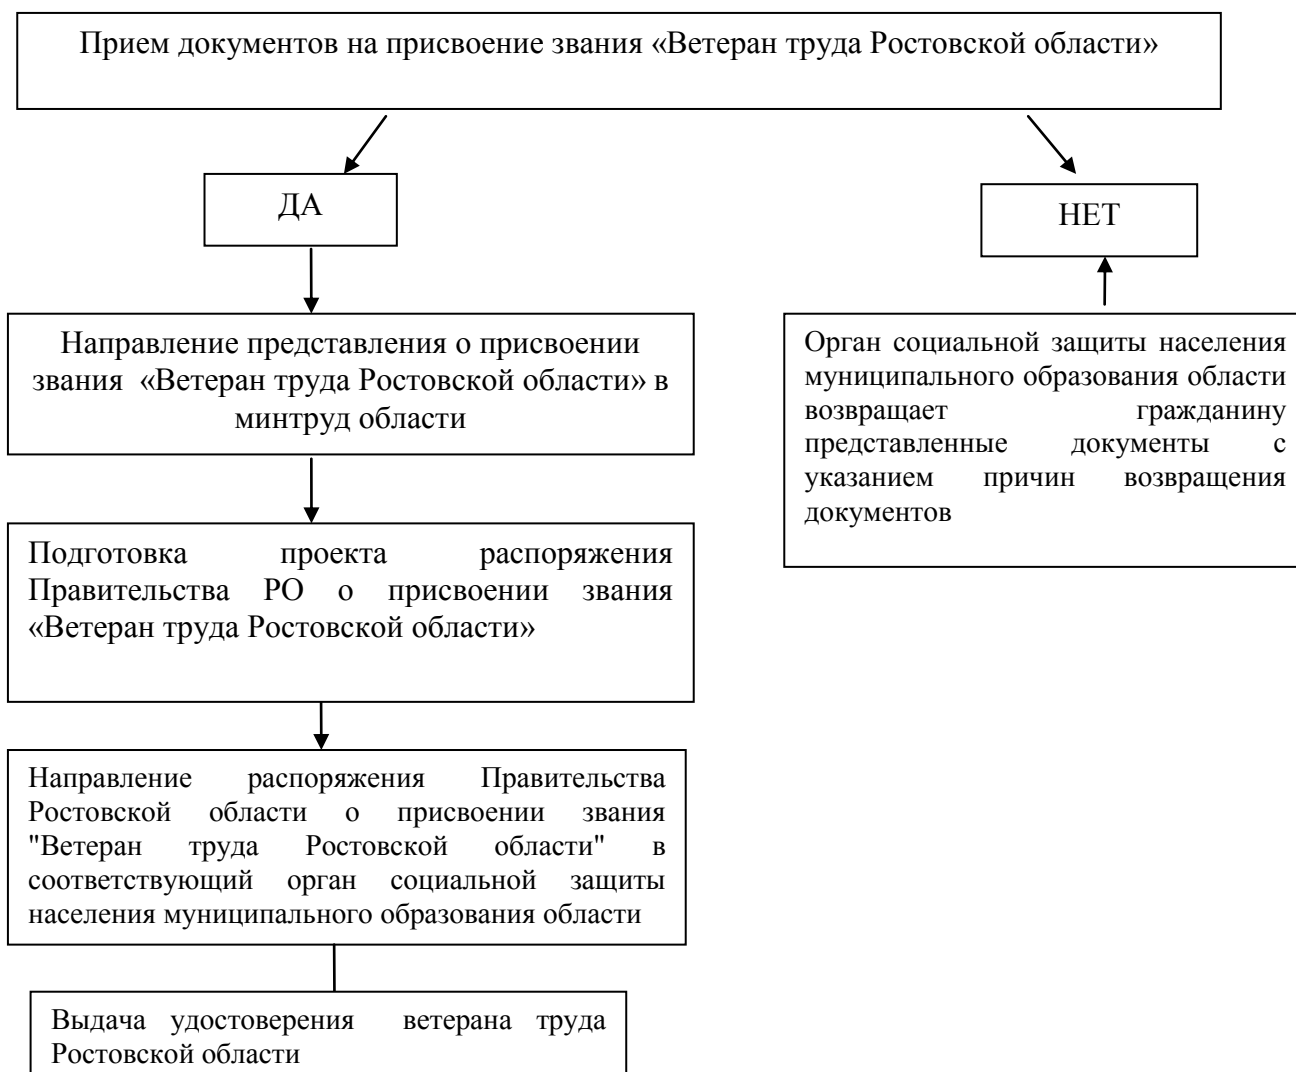 Прием документов на присвоение звания «Ветеран труда Ростовской области»
ДА
НЕТ
Направление представления о присвоении
звания «Ветеран труда Ростовской области» в
минтруд области
Орган социальной защиты населения
муниципального образования области
возвращает гражданину
представленные документы с
указанием причин возвращения
документов
Подготовка проекта распоряжения
Правительства РО о присвоении звания
«Ветеран труда Ростовской области»
Направление распоряжения Правительства
Ростовской области о присвоении звания
"Ветеран труда Ростовской области" в
соответствующий орган социальной защиты
населения муниципального образования области
Выдача удостоверения ветерана труда
Ростовской области